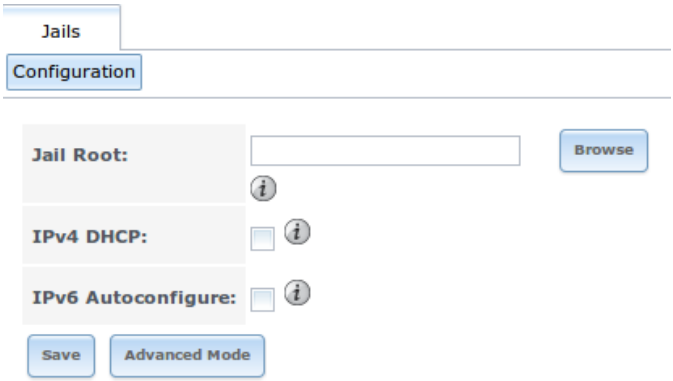 Jails
Configuration
Jail Root:
Browse
i
IPv4 DHCP:
i
IPv6 Autoconfigure:
i
Save
Advanced Mode